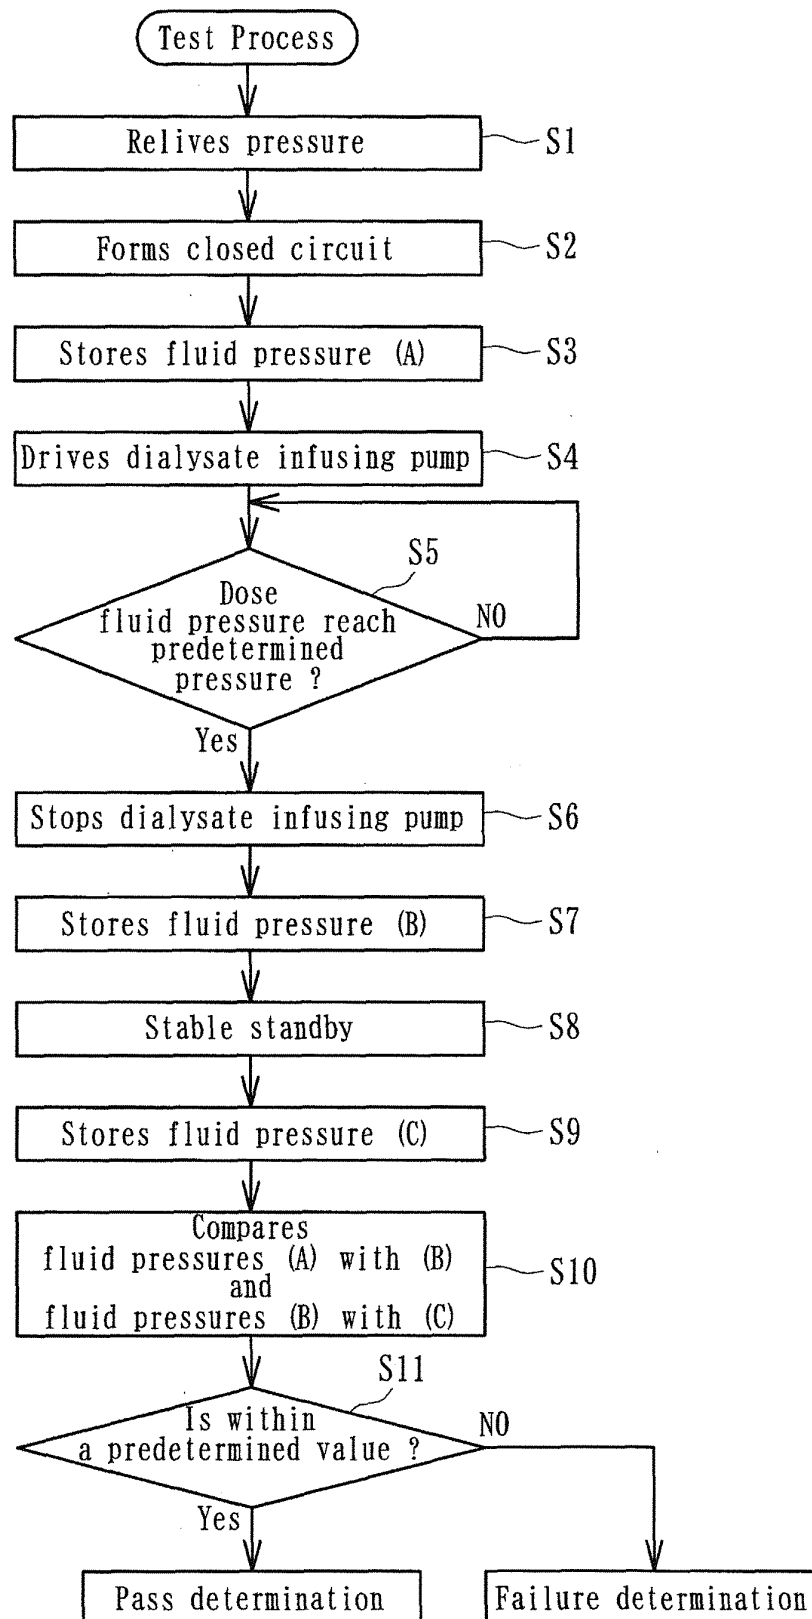 Test Process
Relives pressure
S1
Forms closed circuit
S2
Stores fluid pressure (A)
S3
Drives dialysate infusing pump
S4
S5
Dose
fluid pressure reach
predetermined
pressure ?
NO
Yes
Stops dialysate infusing pump
S6
Stores fluid pressure (B)
S7
Stable standby
S8
Stores fluid pressure (C)
S9
Compares
fluid pressures (A) with (B)
and
fluid pressures (B) with (C)
S10
S11
Is within
a predetermined value ?
NO
Yes
Pass determination
Failure determination